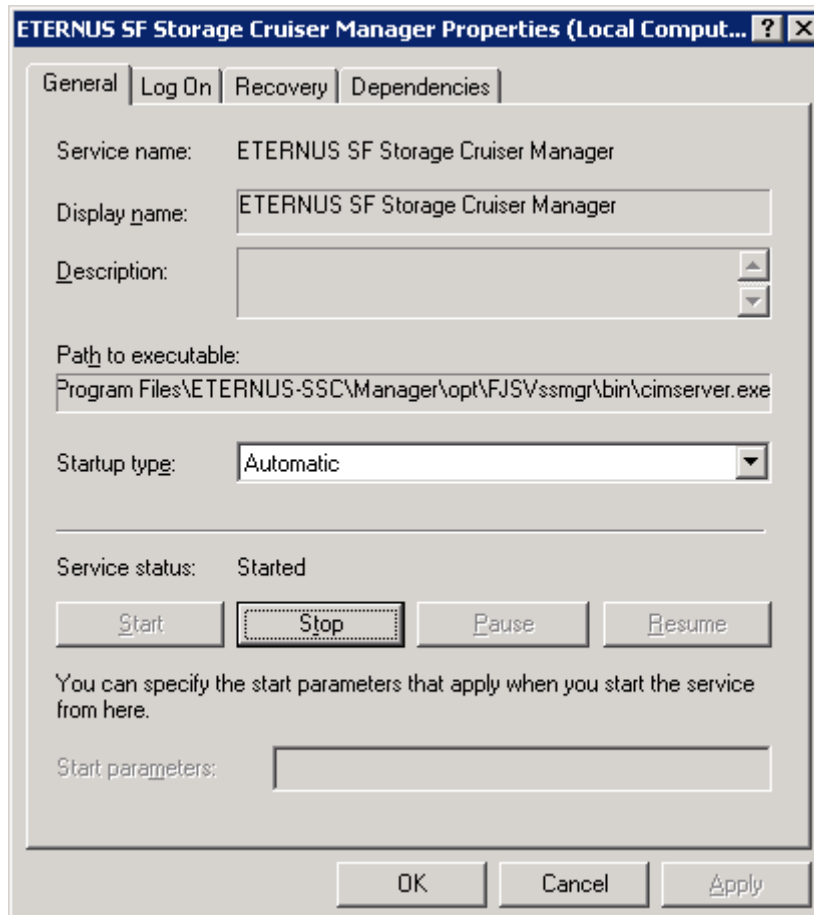 ETERNUS SF Storage Cruiser Manager Properties (Local Comput...
General Log On Recovery Dependencies
Service name: ETERNUS SF Storage Cruiser Manager
Display name: ETERNUS SF Storage Cruiser Manager
Description:
Path to executable:
Program Files\ETERNUS-SSC\Manager\opt\FJSVssmgr\bin\cimserver.exe
Startup type: Automatic
Service status: Started
Start Stop Pause Resume
You can specify the start parameters that apply when you start the service
from here.
Start parameters:
OK Cancel Apply